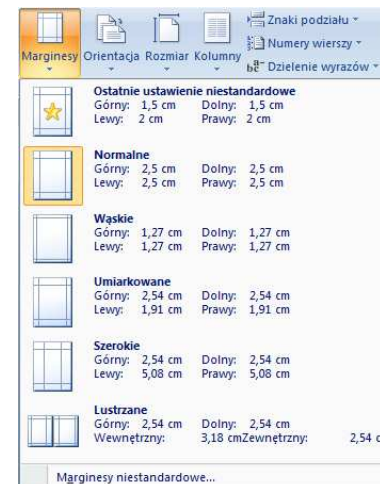 Marginesy Orientacja Rozmiar Kolumny
Znaki podziału
Numery wierszy
Dzielenie wyrazów
Ostatnie ustawienie niestandardowe
Górny: 1,5 cm Dolny: 1,5 cm
Lewy: 2 cm Prawy: 2 cm
Normalne
Górny: 2,5 cm Dolny: 2,5 cm
Lewy: 2,5 cm Prawy: 2,5 cm
Wąskie
Górny: 1,27 cm Dolny: 1,27 cm
Lewy: 1,27 cm Prawy: 1,27 cm
Umiarkowane
Górny: 2,54 cm Dolny: 2,54 cm
Lewy: 1,91 cm Prawy: 1,91 cm
Szerokie
Górny: 2,54 cm Dolny: 2,54 cm
Lewy: 5,08 cm Prawy: 5,08 cm
Lustrzane
Górny: 2,54 cm Dolny: 2,54 cm
Wewnętrzny: 3,18 cmZewnętrzny: 2,54 c
Marginesy niestandardowe...